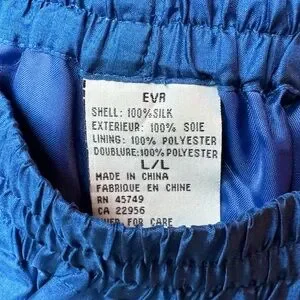 EVR
SHELL: 100%SILK
EXTERIEUR: 100% SOIE
LINING: 100% POLYESTER
DOUBLURE:100%POLYESTER
L/L
MADE IN CHINA
FABRIQUE EN CHINE
RN 45749
CA 22956
FOR CARE